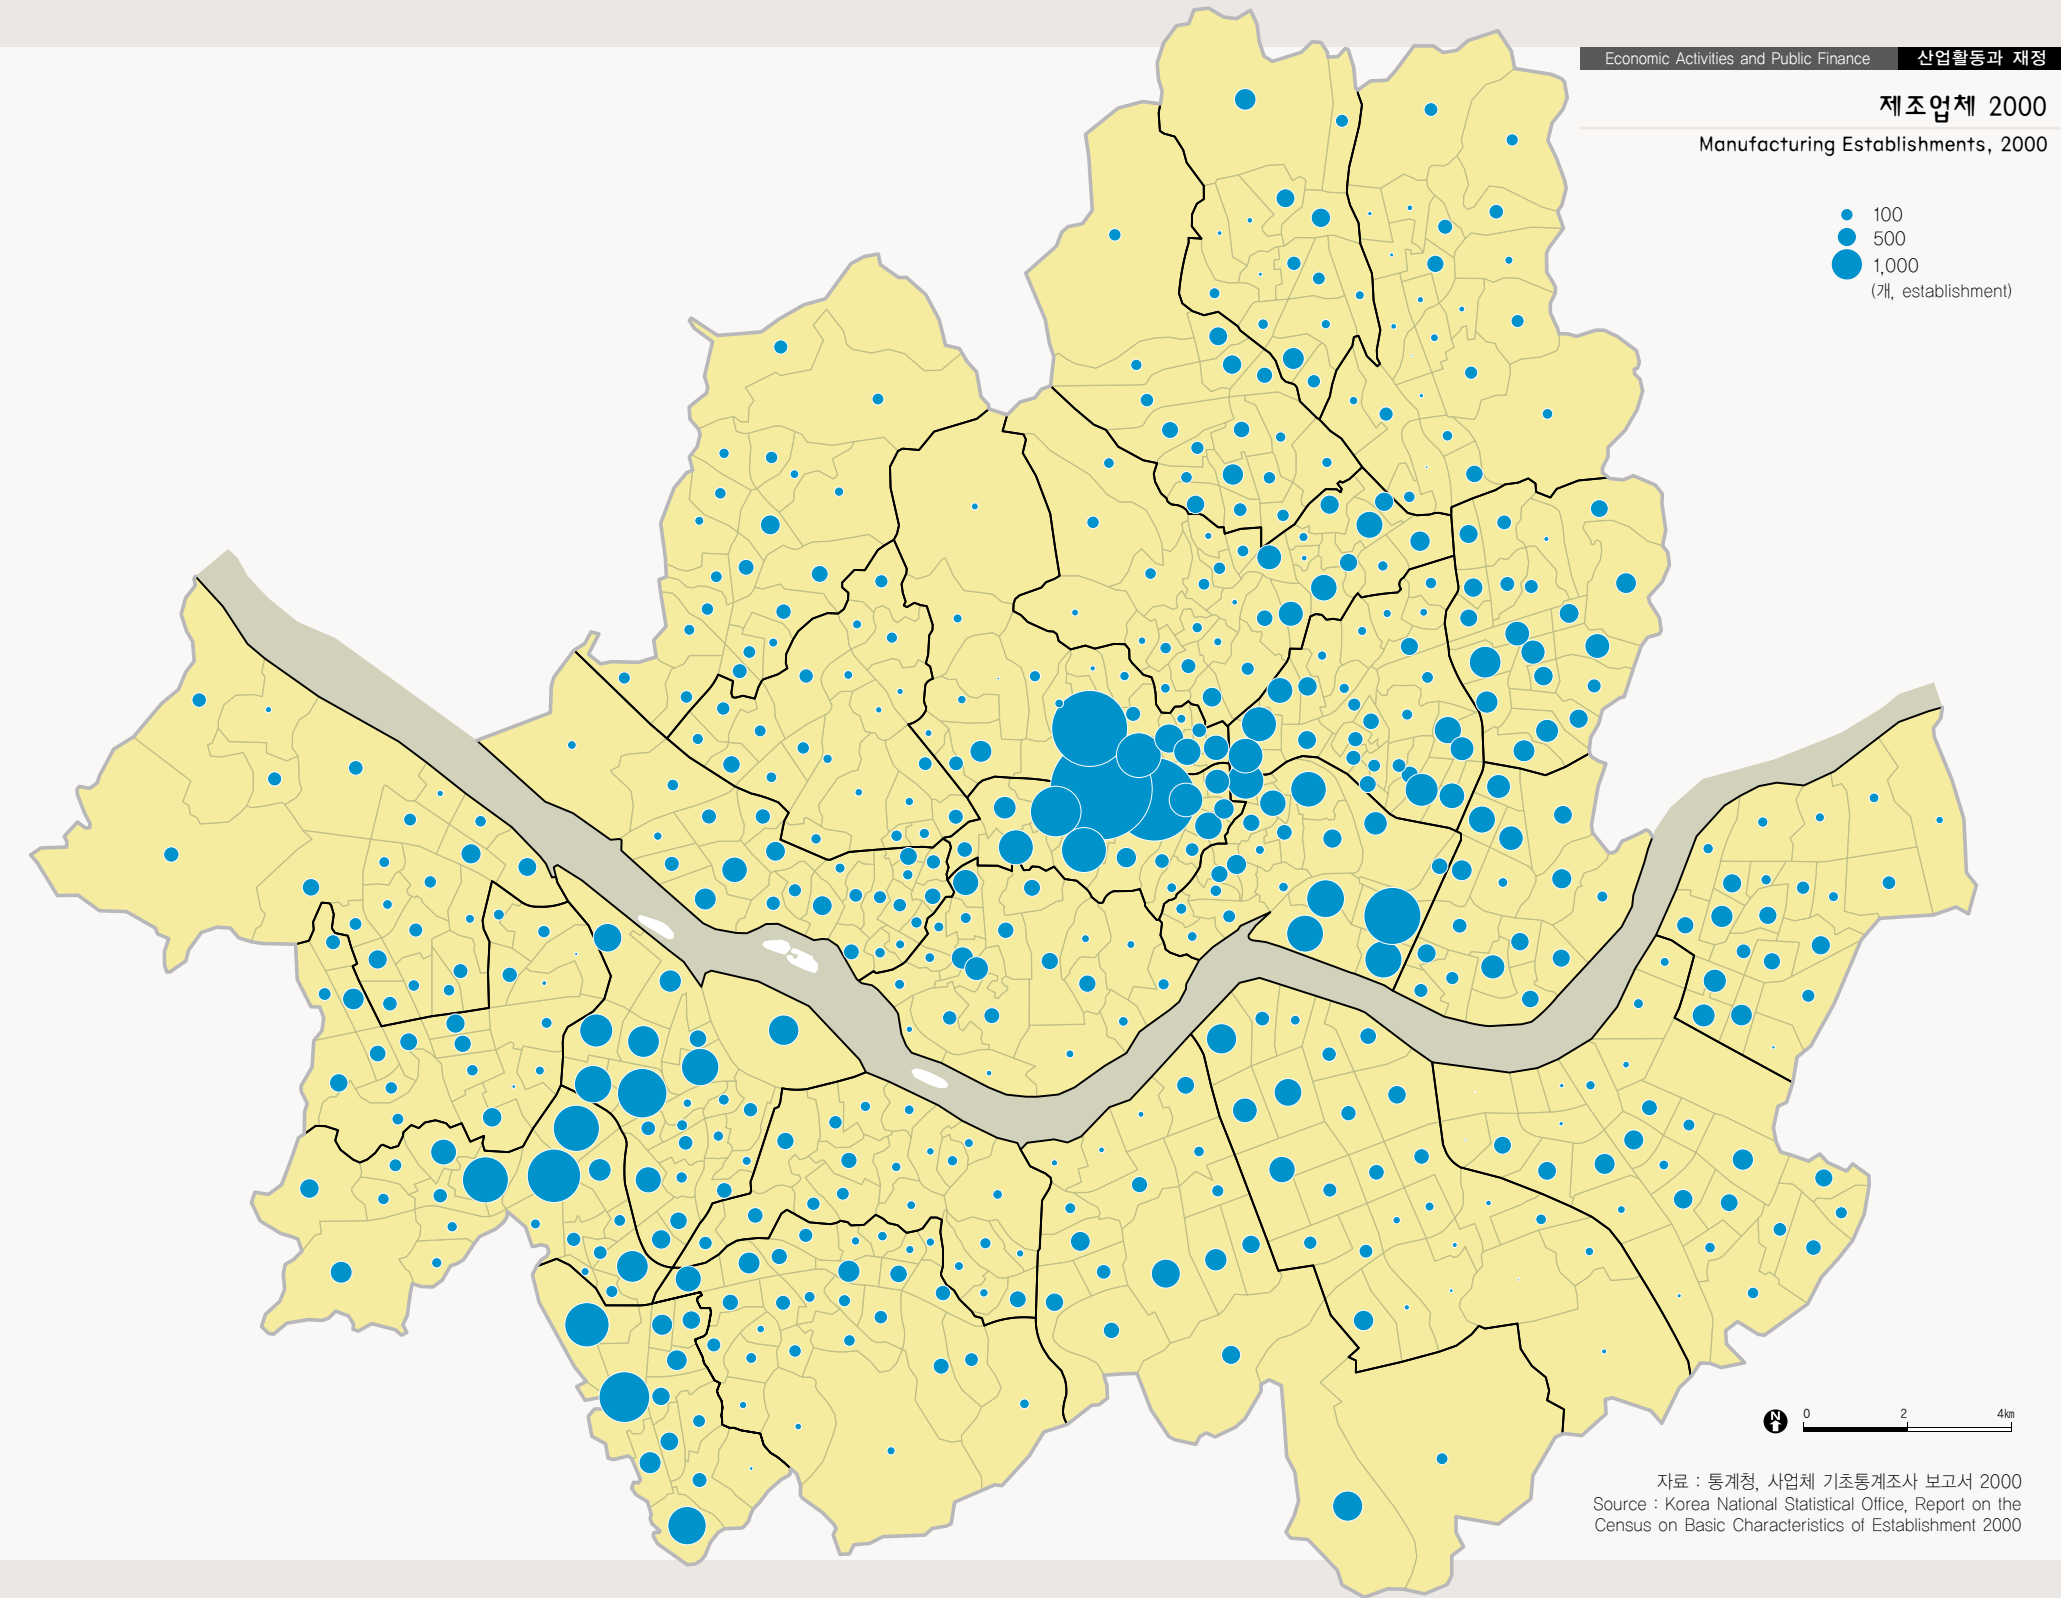 Economic Activities and Public Finance 산업활동과 재정
제조업체 2000
Manufacturing Establishments, 2000
100
500
1,000
(개, establishment)
N
0 2 4km
자료 : 통계청, 사업체 기초통계조사 보고서 2000
Source : Korea National Statistical Office, Report on the
Census on Basic Characteristics of Establishment 2000